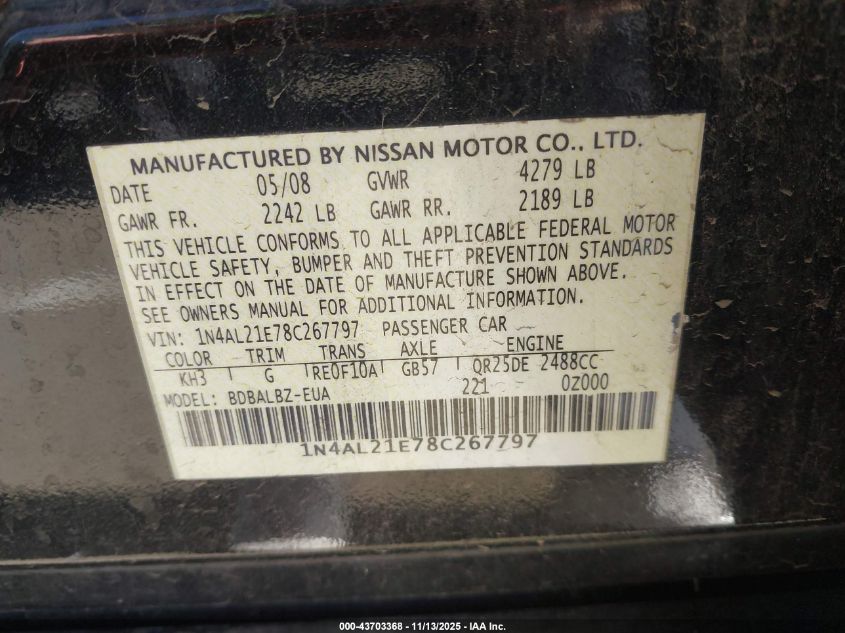 MANUFACTURED BY NISSAN MOTOR CO., LTD.
DATE 05/08 GVWR 4279 LB
GAWR FR. 2242 LB GAWR RR. 2189 LB
THIS VEHICLE CONFORMS TO ALL APPLICABLE FEDERAL MOTOR
VEHICLE SAFETY, BUMPER AND THEFT PREVENTION STANDARDS
IN EFFECT ON THE DATE OF MANUFACTURE SHOWN ABOVE.
SEE OWNERS MANUAL FOR ADDITIONAL INFORMATION.
VIN: 1N4AL21E78C267797 PASSENGER CAR
COLOR TRIM TRANS AXLE ENGINE
KH3 G RE0F10A GB57 QR25DE 2488CC
MODEL: BDBALBZ-EUA 221 0Z000
1N4AL21E78C267797
000-43703368 - 11/13/2025 - IAA Inc.